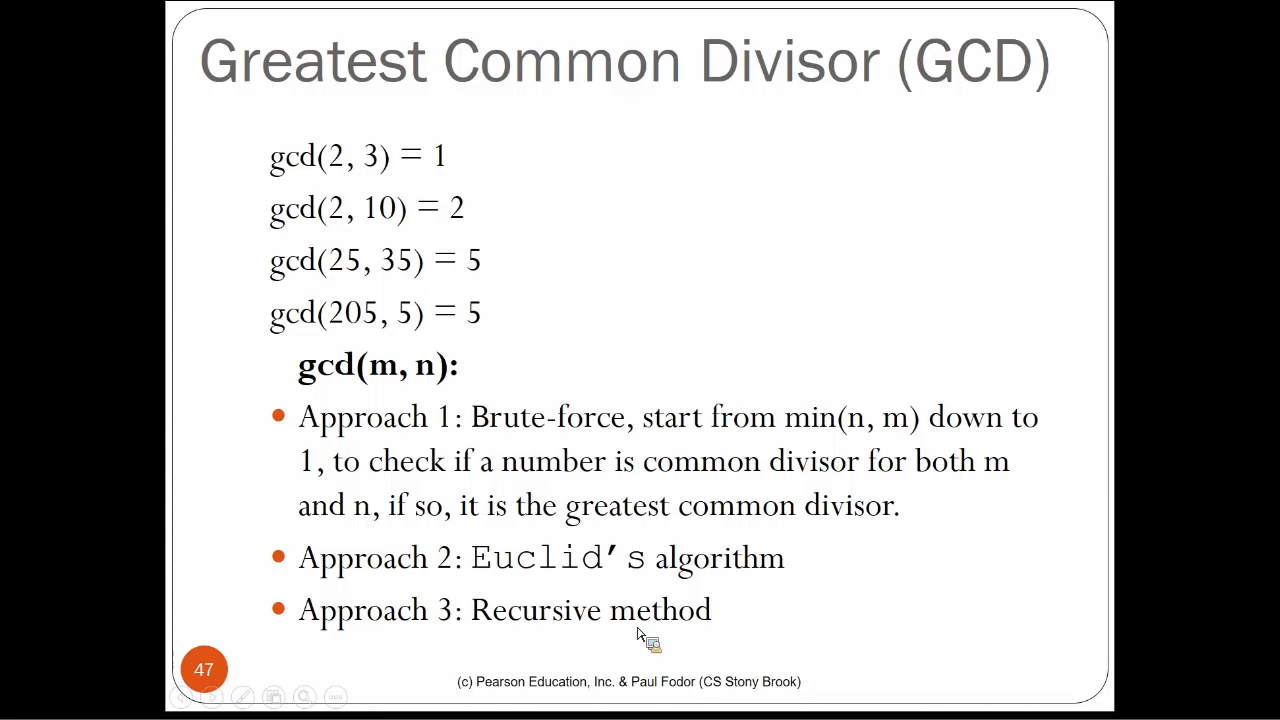 Greatest Common Divisor (GCD)
gcd(2, 3) = 1
gcd(2, 10) = 2
gcd(25, 35) = 5
gcd(205, 5) = 5
gcd(m, n):
• Approach 1: Brute-force, start from min(n, m) down to
1, to check if a number is common divisor for both m
and n, if so, it is the greatest common divisor.
• Approach 2: Euclid’s algorithm
• Approach 3: Recursive method
47
(c) Pearson Education, Inc. & Paul Fodor (CS Stony Brook)